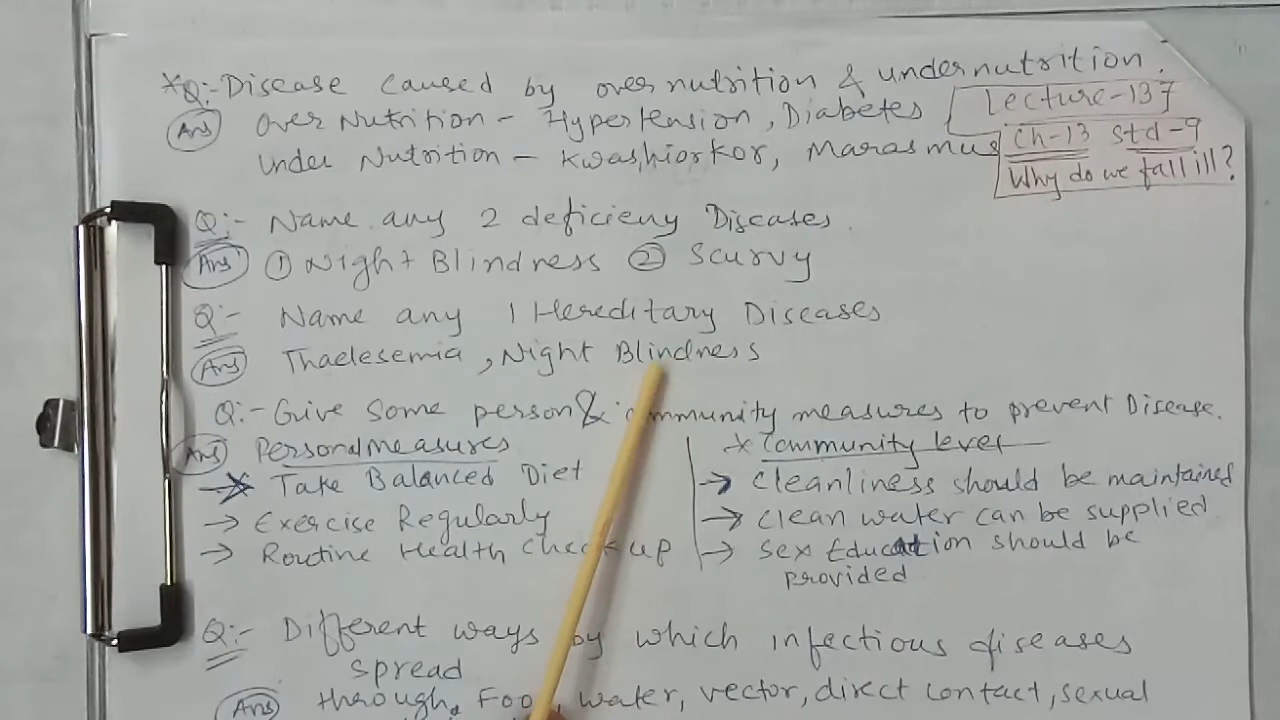 *Q:- Disease caused by over nutrition & undernutrition.
Ans Over Nutrition - Hypertension, Diabetes
Under Nutrition - Kwashiorkor, Marasmus
Lecture-137
Ch-13 Std-9
Why do we fall ill?
Q:- Name any 2 deficieny Diseases.
Ans ① Night Blindness ② Scurvy
Q:- Name any 1 Hereditary Diseases
Ans Thaelesemia, Night Blindness
Q:- Give some person & community measures to prevent Disease.
Ans Personal measures
Take Balanced Diet
→ Exercise Regularly
→ Routine Health Check up
* Community level
→ Cleanliness should be maintained
→ Clean water can be supplied
→ Sex Education should be
provided
Q:- Different ways by which infectious diseases
spread
Ans through Food, water, vector, direct contact, sexual